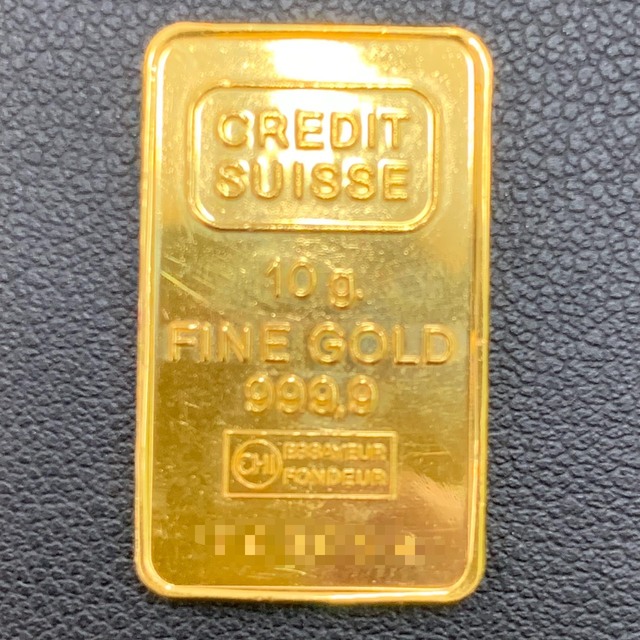 CREDIT
SUISSE
10 g.
FINE GOLD
999,9
CHI ESSAYEUR
FONDEUR